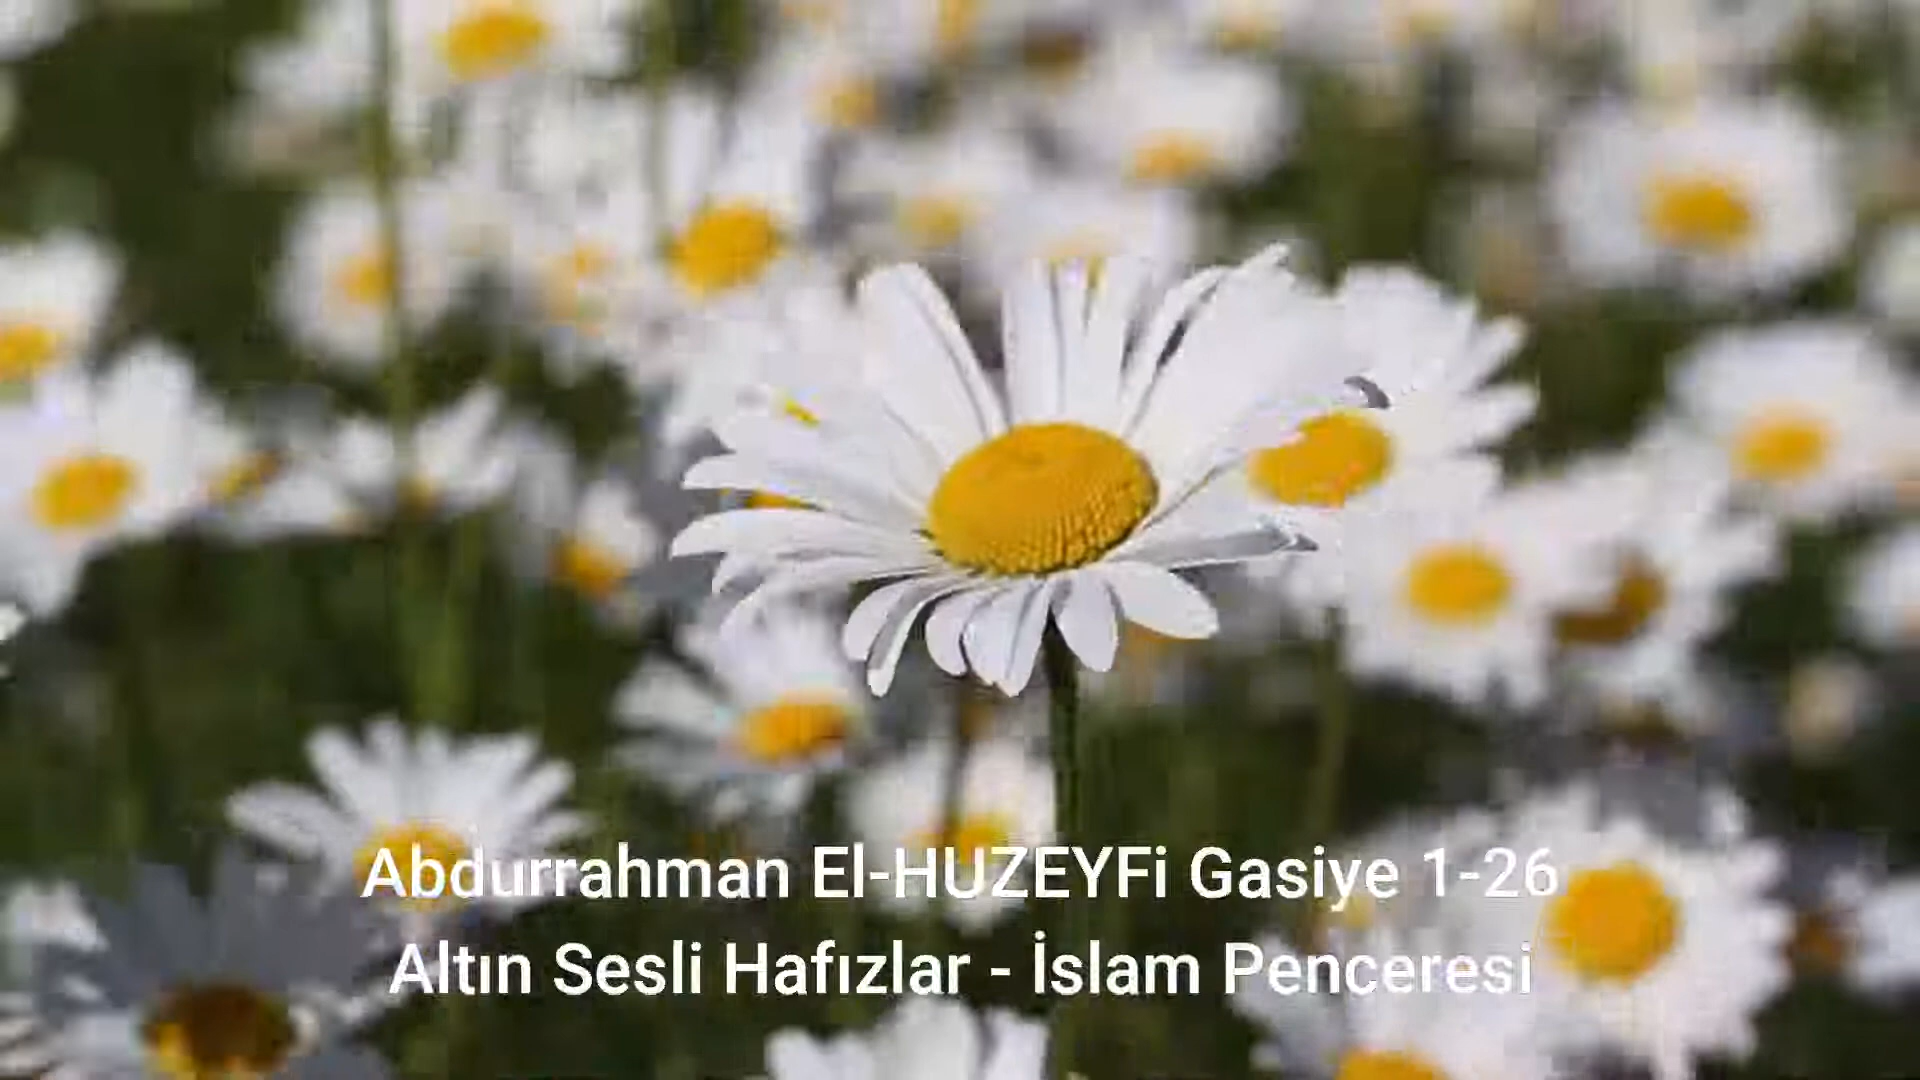 Abdurrahman El-HUZEYFi Gasiye 1-26
Altın Sesli Hafızlar - İslam Penceresi